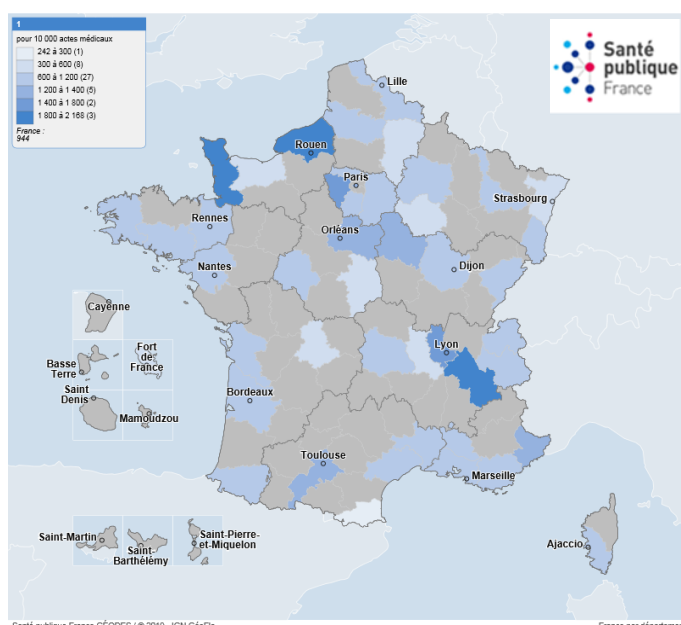 1
pour 10 000 actes médicaux
242 à 300 (1)
300 à 600 (8)
600 à 1 200 (27)
1 200 à 1 400 (5)
1 400 à 1 800 (2)
1 800 à 2 168 (3)
France :
944
Santé
publique
France
Lille
Rouen
Paris
Strasbourg
Rennes
Orléans
Nantes
Dijon
Cayenne
Lyon
Basse
Terre
Fort
de
France
Saint
Denis
Mamoudzou
Bordeaux
Toulouse
Marseille
Saint-Martin
Saint-
Barthélémy
Saint-Pierre-
et-Miquelon
Ajaccio